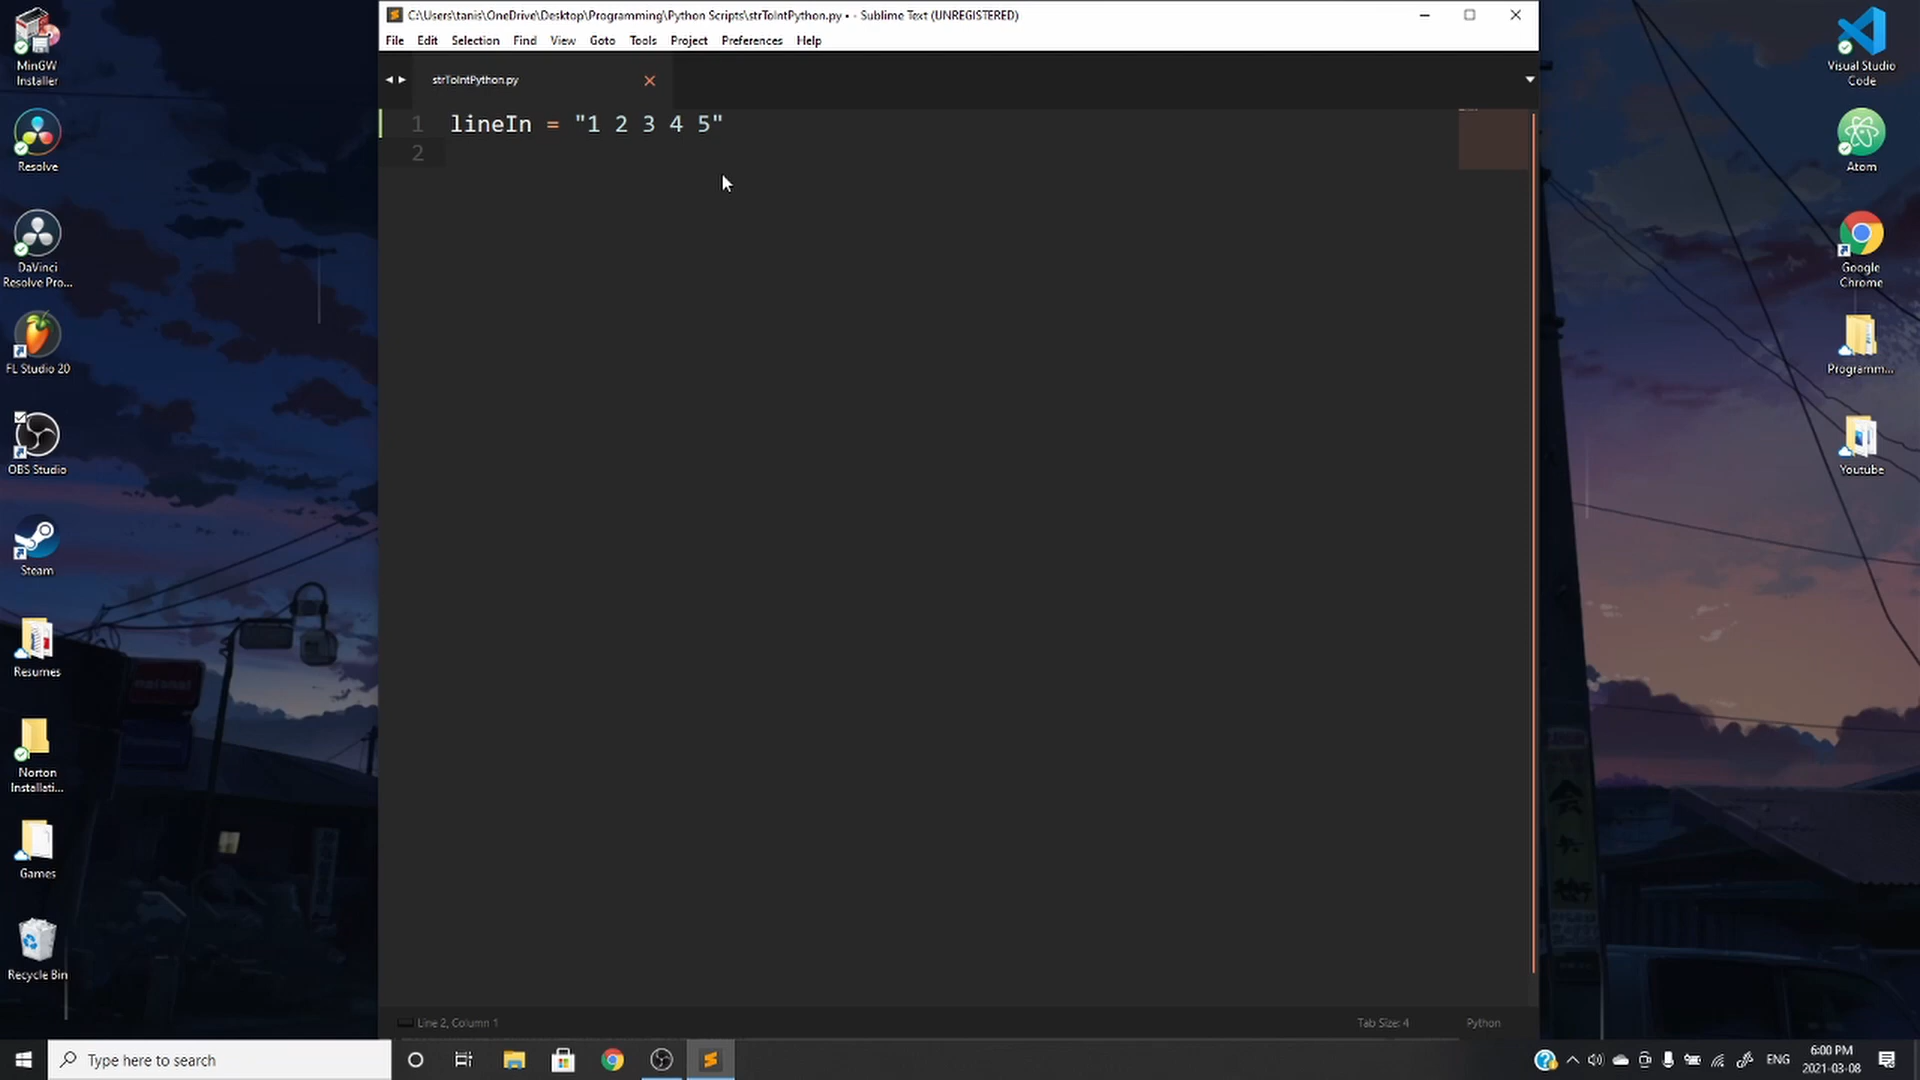 C:\Users\tanis\OneDrive\Desktop\Programming\Python Scripts\strToIntPython.py • - Sublime Text (UNREGISTERED)
File Edit Selection Find View Goto Tools Project Preferences Help
strToIntPython.py
1 lineIn = "1 2 3 4 5"
2
Line 2, Column 1
Tab Size: 4
Python
MinGW
Installer
Resolve
DaVinci
Resolve Pro...
FL Studio 20
OBS Studio
Steam
Resumes
Norton
Installati...
Games
Recycle Bin
Visual Studio
Code
Atom
Google
Chrome
Programm...
Youtube
Type here to search
ENG
6:00 PM
2021-03-08